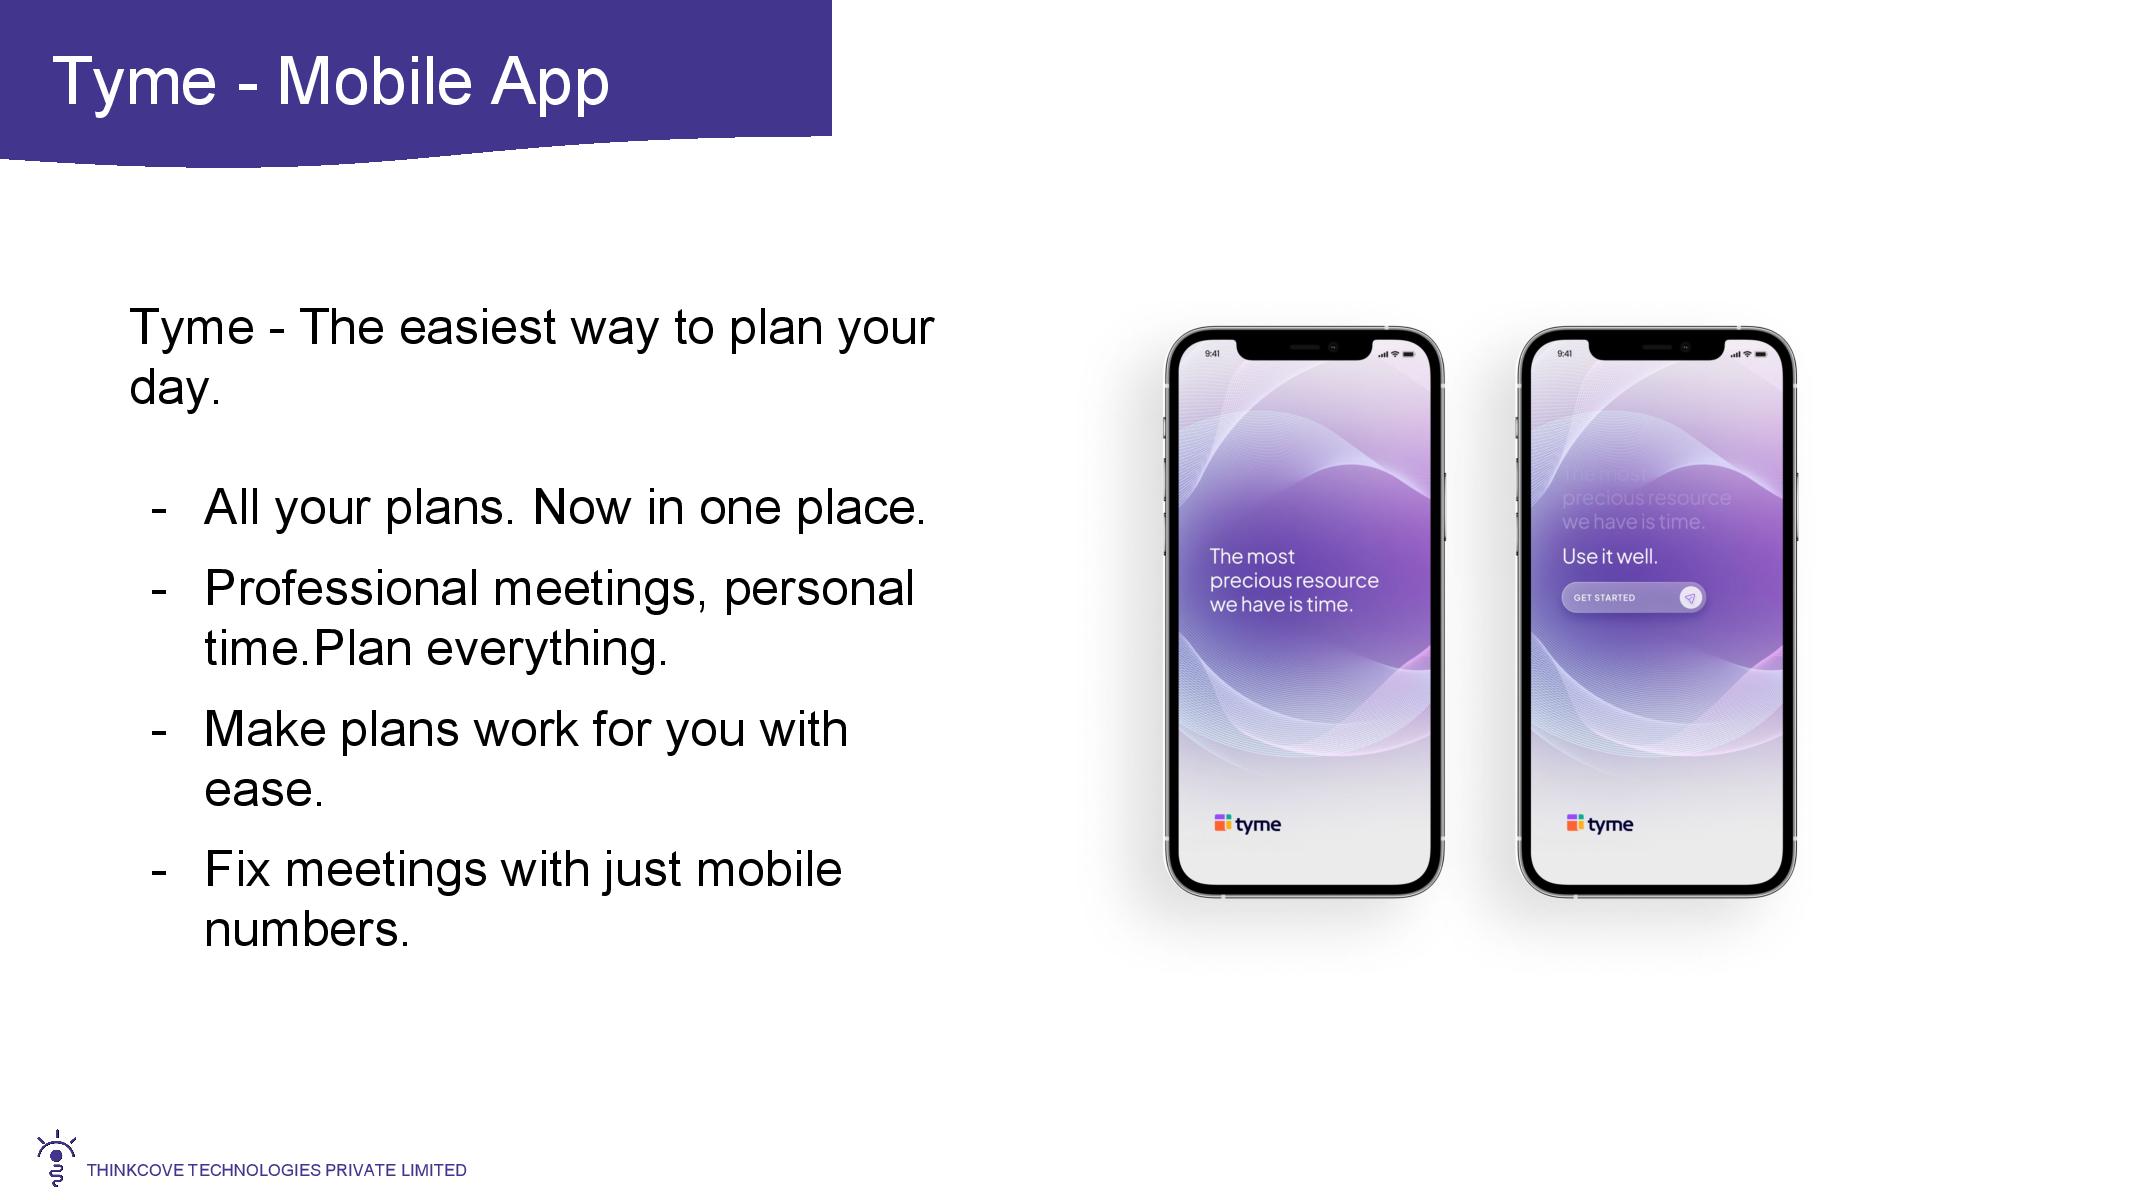 Tyme - Mobile App
Tyme - The easiest way to plan your
day.
- All your plans. Now in one place.
- Professional meetings, personal
time.Plan everything.
- Make plans work for you with
ease.
- Fix meetings with just mobile
numbers.
9:41
The most
precious resource
we have is time.
tyme
9:41
The most
precious resource
we have is time.
Use it well.
GET STARTED
tyme
THINKCOVE TECHNOLOGIES PRIVATE LIMITED